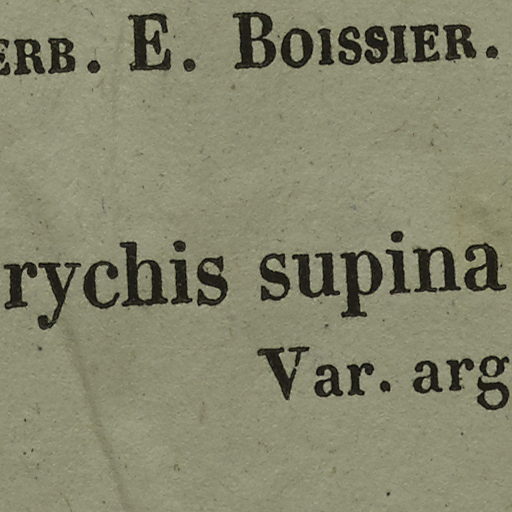 ERB. E. BOISSIER.
rychis supina
Var. arg